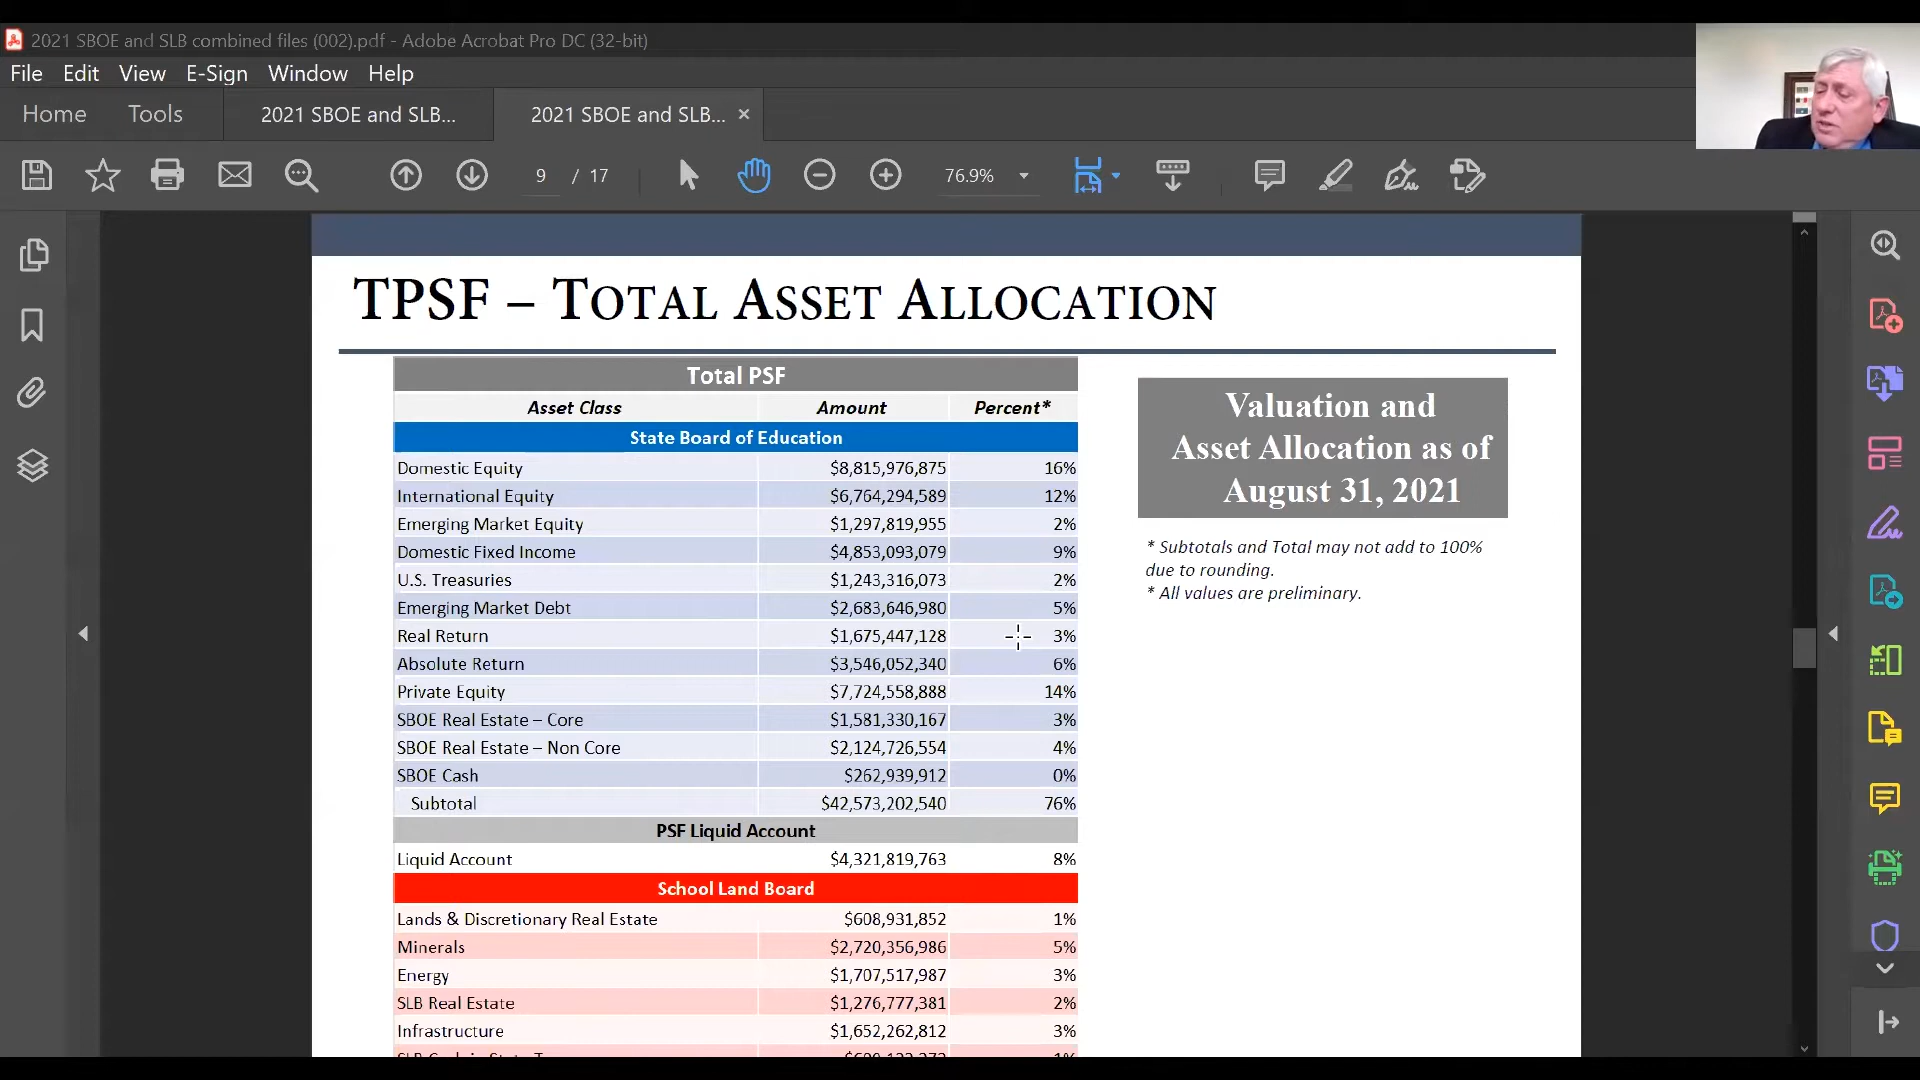 2021 SBOE and SLB combined files (002).pdf - Adobe Acrobat Pro DC (32-bit)
File Edit View E-Sign Window Help
Home Tools 2021 SBOE and SLB... 2021 SBOE and SLB... ×
9 / 17 76.9%
TPSF – TOTAL ASSET ALLOCATION
Total PSF
Asset Class Amount Percent*
State Board of Education
Domestic Equity $8,815,976,875 16%
International Equity $6,764,294,589 12%
Emerging Market Equity $1,297,819,955 2%
Domestic Fixed Income $4,853,093,079 9%
U.S. Treasuries $1,243,316,073 2%
Emerging Market Debt $2,683,646,980 5%
Real Return $1,675,447,128 3%
Absolute Return $3,546,052,340 6%
Private Equity $7,724,558,888 14%
SBOE Real Estate – Core $1,581,330,167 3%
SBOE Real Estate – Non Core $2,124,726,554 4%
SBOE Cash $262,939,912 0%
Subtotal $42,573,202,540 76%
PSF Liquid Account
Liquid Account $4,321,819,763 8%
School Land Board
Lands & Discretionary Real Estate $608,931,852 1%
Minerals $2,720,356,986 5%
Energy $1,707,517,987 3%
SLB Real Estate $1,276,777,381 2%
Infrastructure $1,652,262,812 3%
Valuation and
Asset Allocation as of
August 31, 2021
* Subtotals and Total may not add to 100%
due to rounding.
* All values are preliminary.